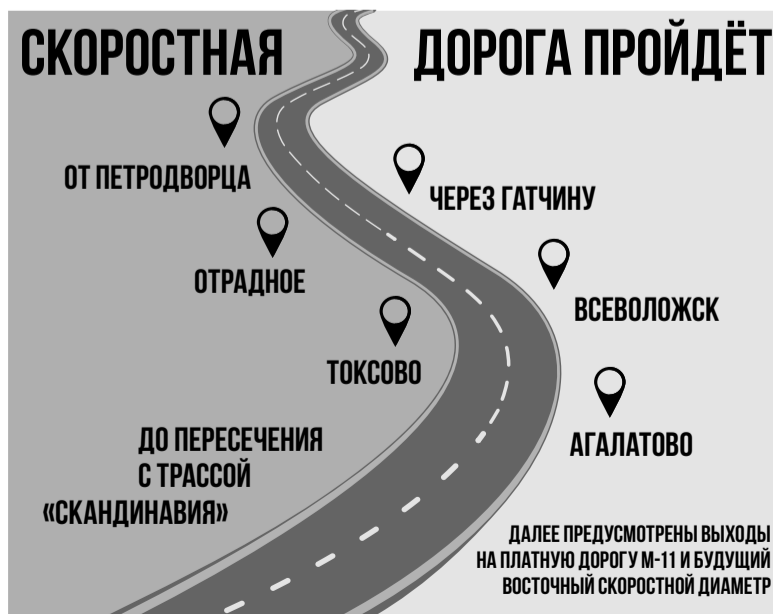 СКОРОСТНАЯ ДОРОГА ПРОЙДЁТ
ОТ ПЕТРОДВОРЦА
ЧЕРЕЗ ГАТЧИНУ
ОТРАДНОЕ
ВСЕВОЛОЖСК
ТОКСОВО
АГАЛАТОВО
ДО ПЕРЕСЕЧЕНИЯ
С ТРАССОЙ
«СКАНДИНАВИЯ»
ДАЛЕЕ ПРЕДУСМОТРЕНЫ ВЫХОДЫ
НА ПЛАТНУЮ ДОРОГУ М-11 И БУДУЩИЙ
ВОСТОЧНЫЙ СКОРОСТНОЙ ДИАМЕТР